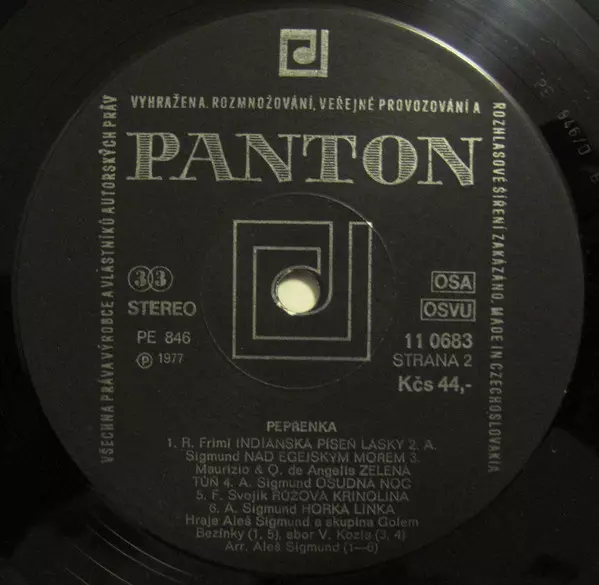 VYHRAŽENA. ROZMNOŽOVÁNÍ, VEŘEJNÉ PROVOZOVÁNÍ A
ROZHLASOVÉ ŠÍŘENÍ ZAKÁZÁNO. MADE IN CZECHOSLOVAKIA
VŠECHNA PRÁVA VÝROBCE A VLASTNÍKŮ AUTORSKÝCH PRÁV
PANTON
33
STEREO
PE 846
Ⓟ 1977
OSA
OSVU
11 0683
STRANA 2
Kčs 44,-
PEPŘENKA
1. R. Friml INDIÁNSKÁ PÍSEŇ LÁSKY 2. A.
Sigmund NAD EGEJSKÝM MOŘEM 3.
Maurizio & G. de Angelis ZELENÁ
TŮŇ 4. A. Sigmund OSUDNÁ NOC
5. F. Svojík RŮŽOVÁ KRINOLÍNA
6. A. Sigmund HORKÁ LINKA
Hraje Aleš Sigmund a skupina Golem
Bezinky (1, 5), sbor V. Kozla (3, 4)
Arr. Aleš Sigmund (1—6)